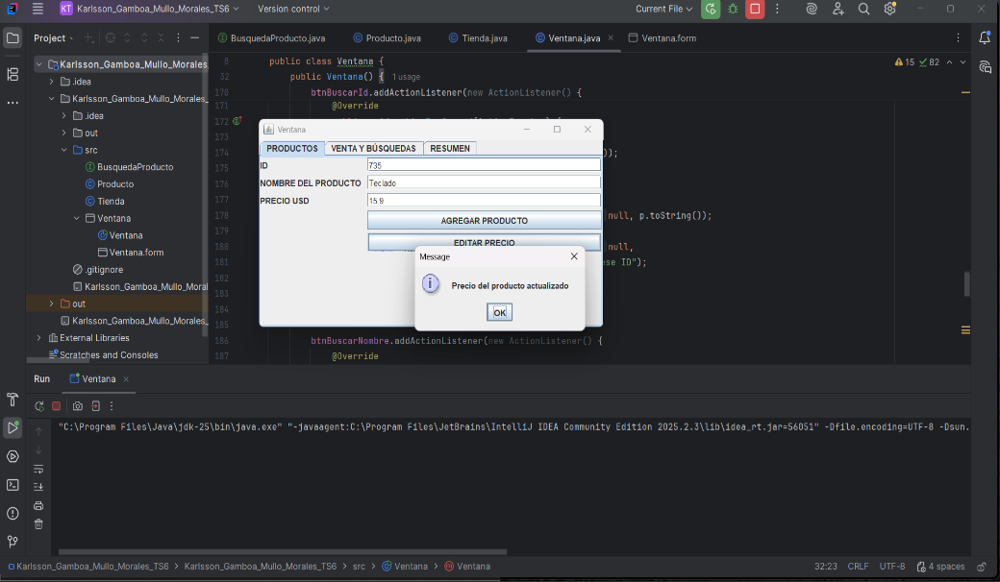 KT Karlsson_Gamboa_Mullo_Morales_TS6 Version control Current File
Project
BusquedaProducto.java Producto.java Tienda.java Ventana.java Ventana.form
Karlsson_Gamboa_Mullo_Morales_
.idea
Karlsson_Gamboa_Mullo_Morales_
.idea
out
src
BusquedaProducto
Producto
Tienda
Ventana
Ventana
Ventana.form
.gitignore
Karlsson_Gamboa_Mullo_Moral
out
Karlsson_Gamboa_Mullo_Morales_
External Libraries
Scratches and Consoles
15 82
8 public class Ventana {
32 public Ventana() { 1 usage
170 btnBuscarId.addActionListener(new ActionListener() {
171 @Override
172
173
174 ));
175
176
177
178 null, p.toString());
179
180 null,
181 ese ID");
182
183
184
185
186 btnBuscarNombre.addActionListener(new ActionListener() {
187 @Override
Ventana
PRODUCTOS VENTA Y BÚSQUEDAS RESUMEN
ID 735
NOMBRE DEL PRODUCTO Teclado
PRECIO USD 15.9
AGREGAR PRODUCTO
EDITAR PRECIO
Message
Precio del producto actualizado
OK
Run Ventana
"C:\Program Files\Java\jdk-25\bin\java.exe" "-javaagent:C:\Program Files\JetBrains\IntelliJ IDEA Community Edition 2025.2.3\lib\idea_rt.jar=56051" -Dfile.encoding=UTF-8 -Dsun.
Karlsson_Gamboa_Mullo_Morales_TS6 > Karlsson_Gamboa_Mullo_Morales_TS6 > src > Ventana > Ventana 32:23 CRLF UTF-8 4 spaces